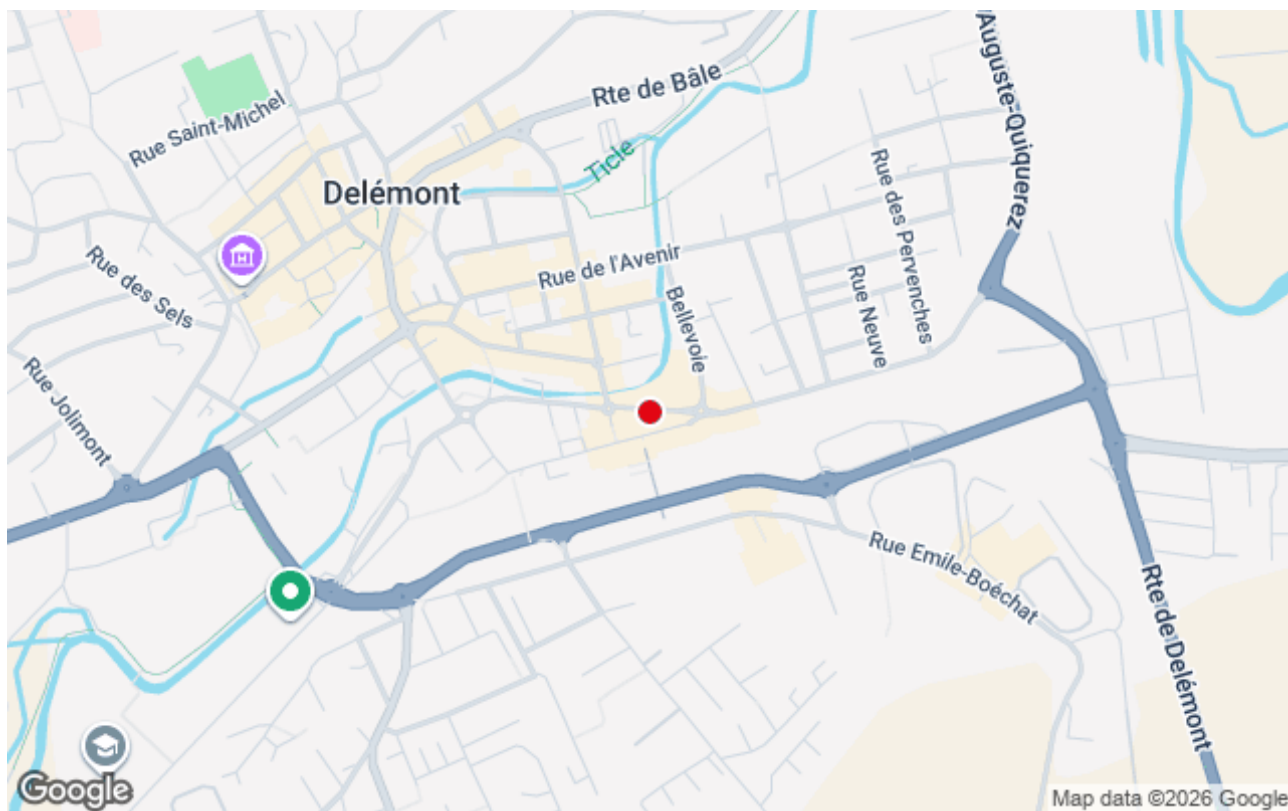 Auguste-Quiquerez
Rte de Bâle
Rue Saint-Michel
Ticle
Delémont
Rue des Pervenches
Rue de l'Avenir
Rue des Sels
Bellevoie
Rue Neuve
Rue Jolimont
Rue Emile-Boéchat
Rte de Delémont
Google
Map data ©2026 Google